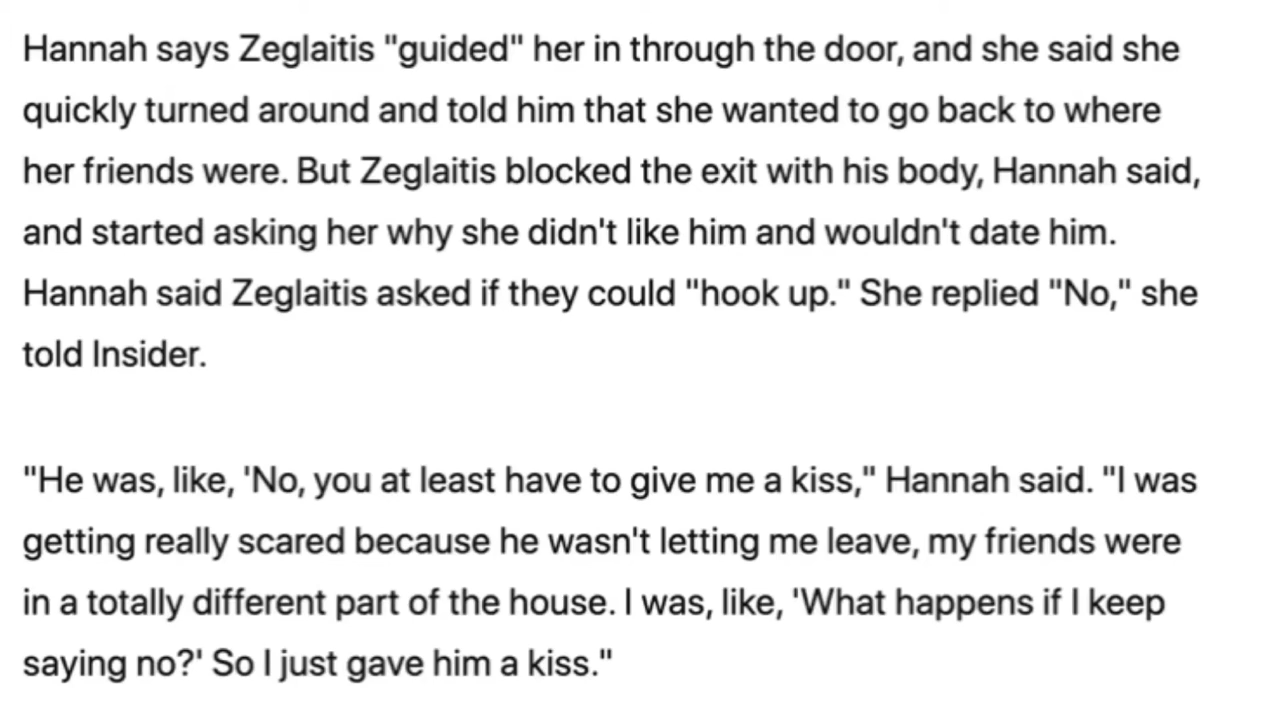 Hannah says Zeglaitis "guided" her in through the door, and she said she
quickly turned around and told him that she wanted to go back to where
her friends were. But Zeglaitis blocked the exit with his body, Hannah said,
and started asking her why she didn't like him and wouldn't date him.
Hannah said Zeglaitis asked if they could "hook up." She replied "No," she
told Insider.
"He was, like, 'No, you at least have to give me a kiss," Hannah said. "I was
getting really scared because he wasn't letting me leave, my friends were
in a totally different part of the house. I was, like, 'What happens if I keep
saying no?' So I just gave him a kiss."